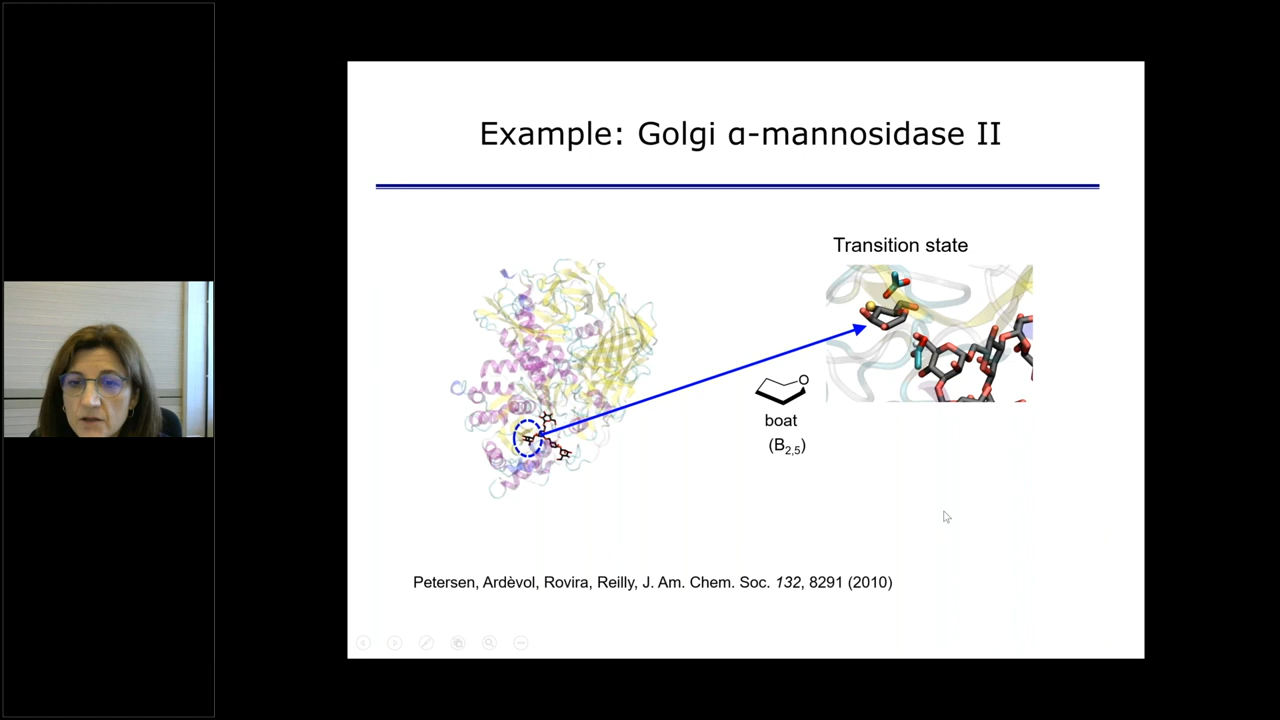 Example: Golgi α-mannosidase II
Transition state
O
boat
(B2,5)
Petersen, Ardèvol, Rovira, Reilly, J. Am. Chem. Soc. 132, 8291 (2010)